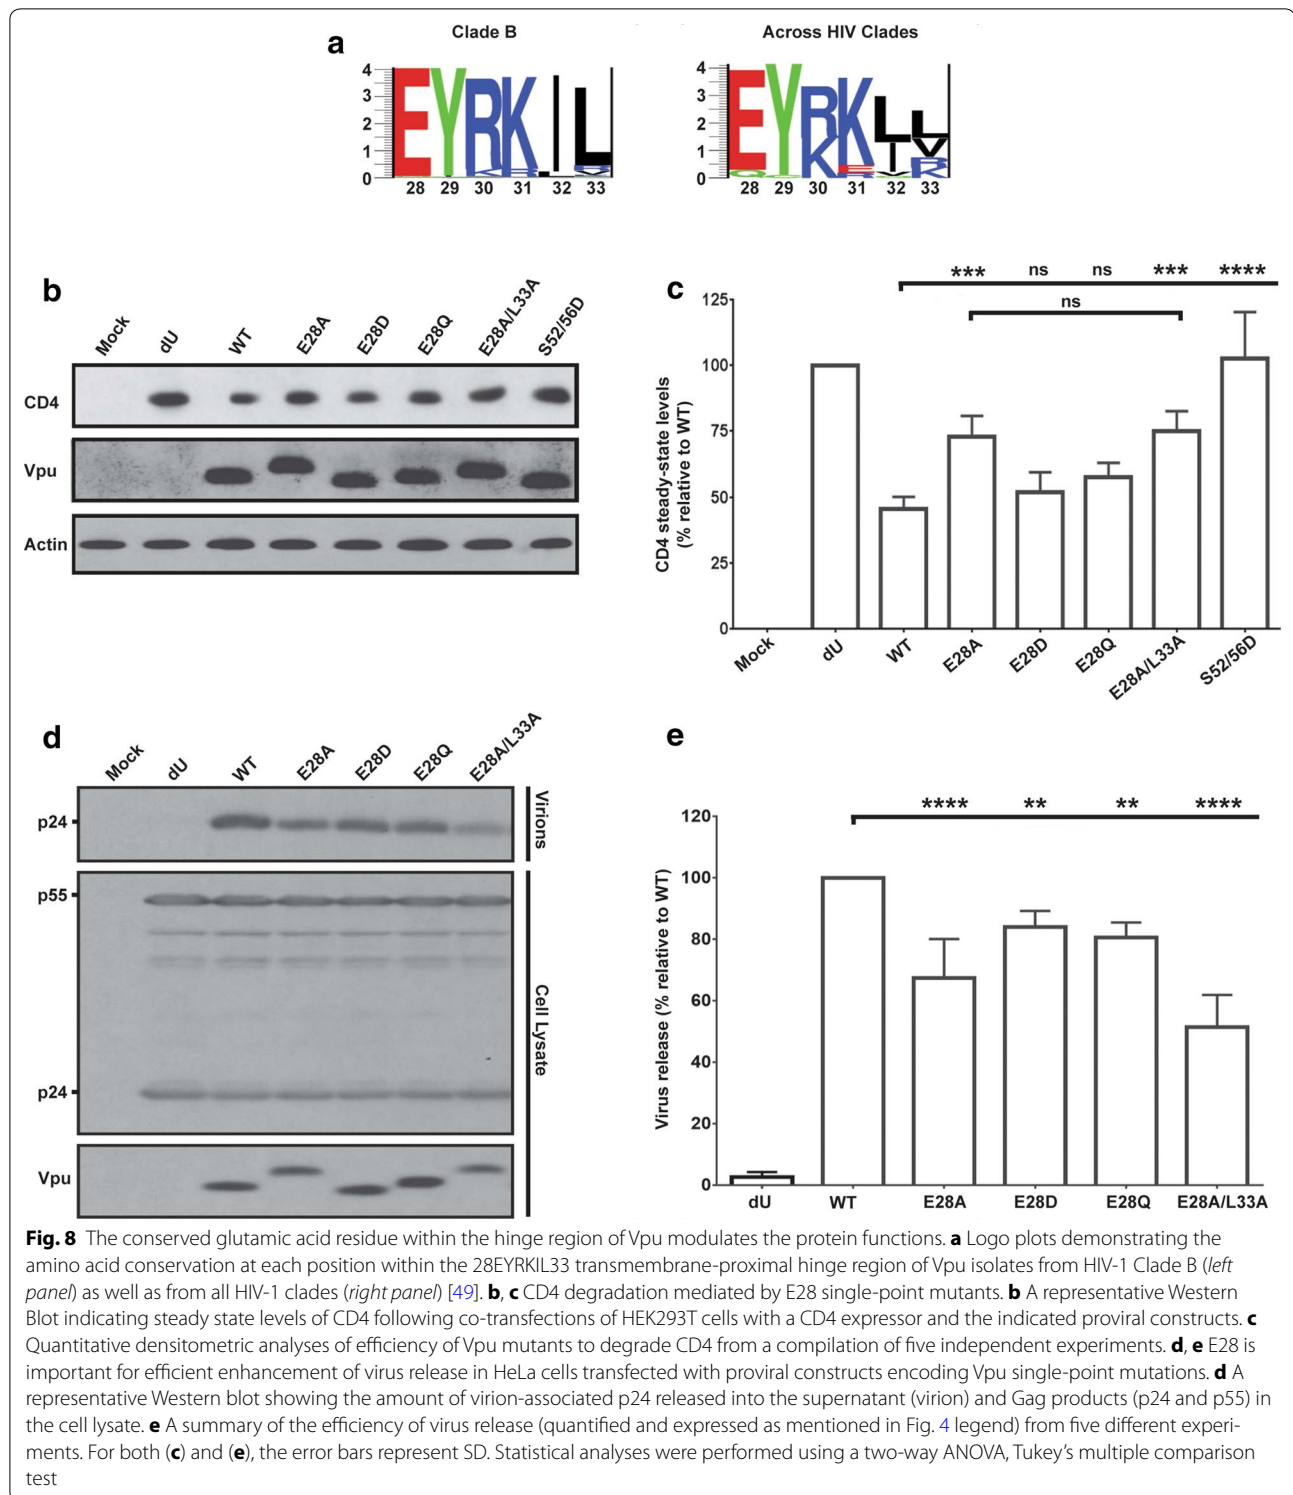 a
Clade B
Across HIV Clades
4
3
2
1
0
EYRKIL
28 29 30 31 32 33
4
3
2
1
0
EYRKLL
QKEIV
VRK
28 29 30 31 32 33
b
Mock dU WT E28A E28D E28Q E28A/L33A S52/56D
CD4
Vpu
Actin
c
*** ns ns *** ****
ns
CD4 steady-state levels
(% relative to WT)
125
100
75
50
25
0
Mock dU WT E28A E28D E28Q E28A/L33A S52/56D
d
Mock dU WT E28A E28D E28Q E28A/L33A
p24
Virions
p55
p24
Cell Lysate
Vpu
e
**** ** ** ****
Virus release (% relative to WT)
120
100
80
60
40
20
0
dU WT E28A E28D E28Q E28A/L33A
Fig. 8 The conserved glutamic acid residue within the hinge region of Vpu modulates the protein functions. a Logo plots demonstrating the
amino acid conservation at each position within the 28EYRKIL33 transmembrane-proximal hinge region of Vpu isolates from HIV-1 Clade B (left
panel) as well as from all HIV-1 clades (right panel) [49]. b, c CD4 degradation mediated by E28 single-point mutants. b A representative Western
Blot indicating steady state levels of CD4 following co-transfections of HEK293T cells with a CD4 expressor and the indicated proviral constructs. c
Quantitative densitometric analyses of efficiency of Vpu mutants to degrade CD4 from a compilation of five independent experiments. d, e E28 is
important for efficient enhancement of virus release in HeLa cells transfected with proviral constructs encoding Vpu single-point mutations. d A
representative Western blot showing the amount of virion-associated p24 released into the supernatant (virion) and Gag products (p24 and p55) in
the cell lysate. e A summary of the efficiency of virus release (quantified and expressed as mentioned in Fig. 4 legend) from five different experi-
ments. For both (c) and (e), the error bars represent SD. Statistical analyses were performed using a two-way ANOVA, Tukey's multiple comparison
test